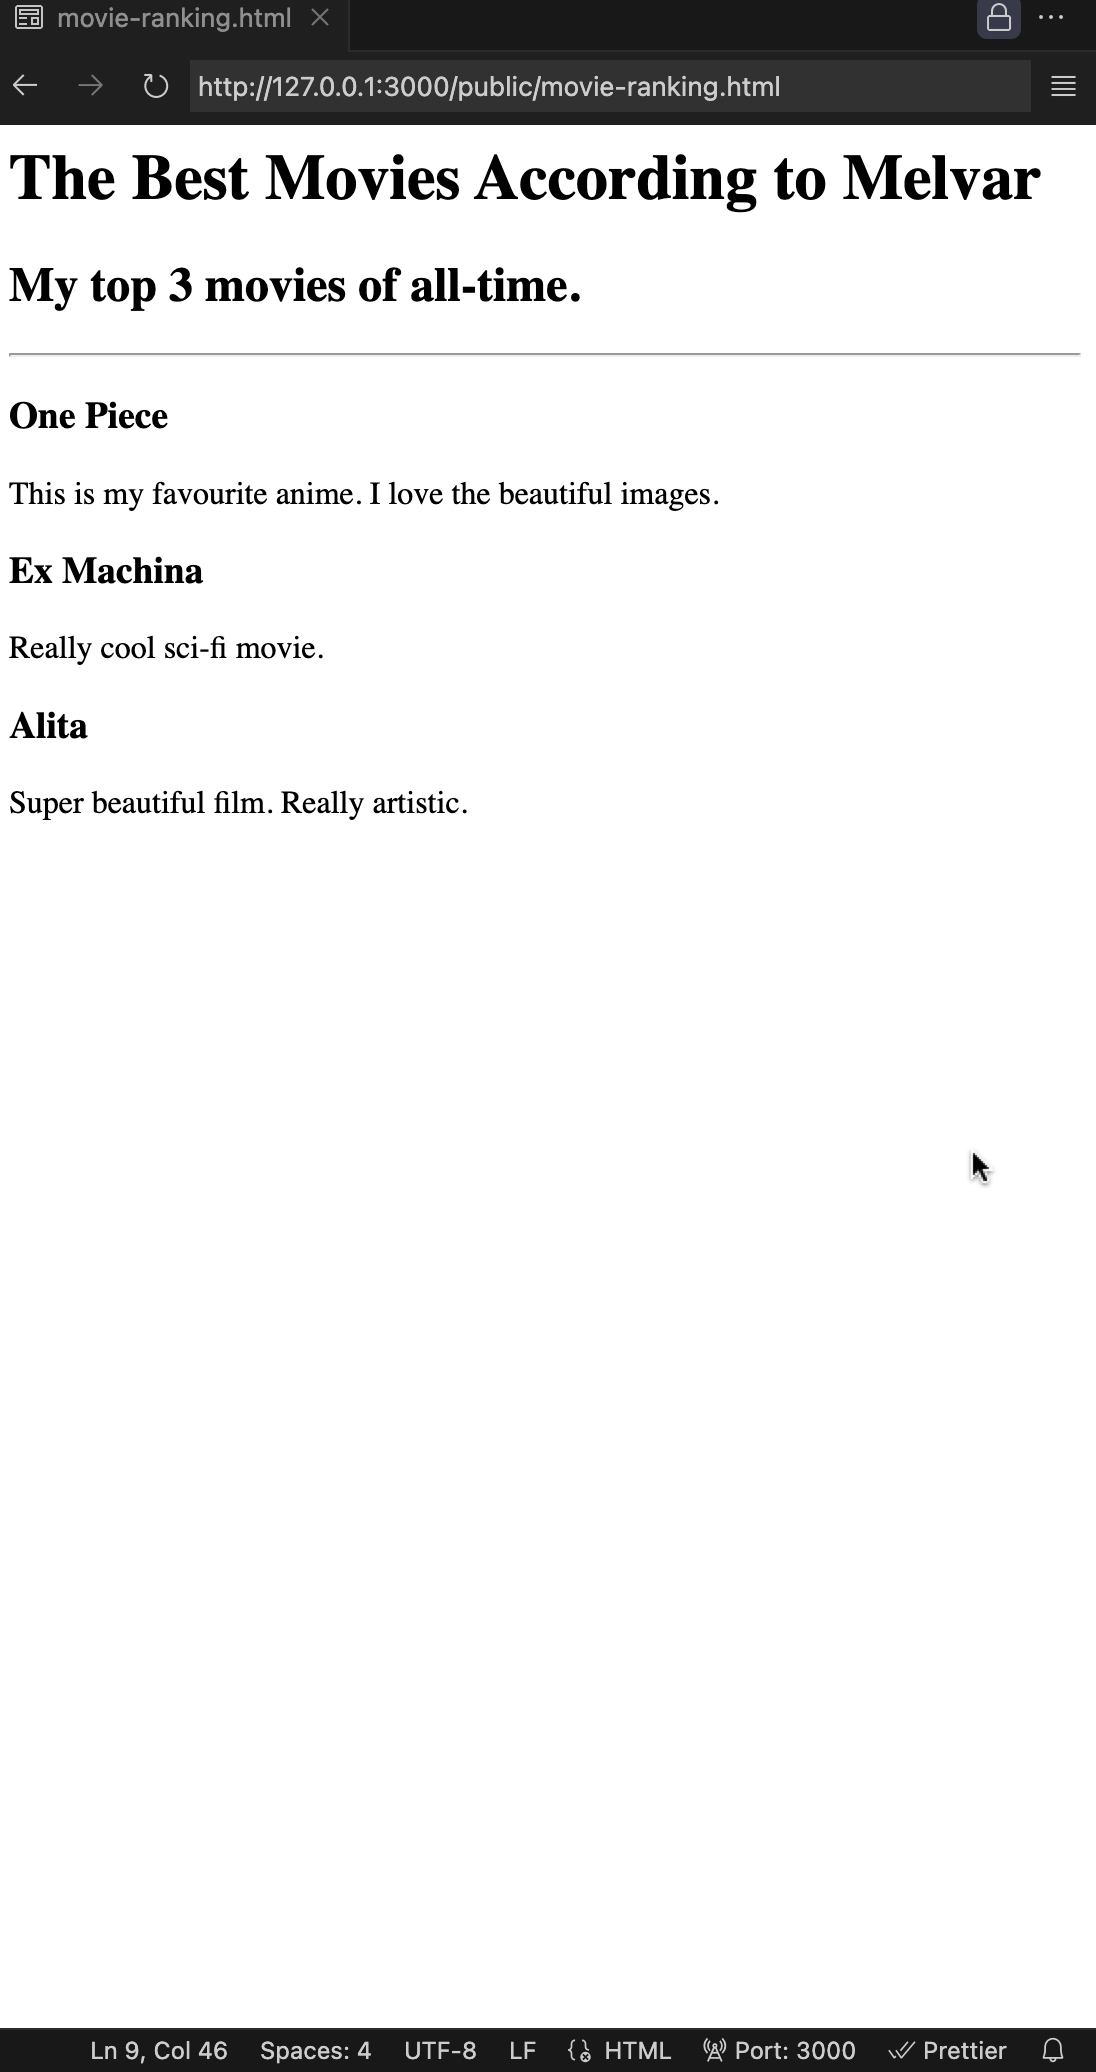 movie-ranking.html
http://127.0.0.1:3000/public/movie-ranking.html
The Best Movies According to Melvar
My top 3 movies of all-time.
One Piece
This is my favourite anime. I love the beautiful images.
Ex Machina
Really cool sci-fi movie.
Alita
Super beautiful film. Really artistic.
Ln 9, Col 46 Spaces: 4 UTF-8 LF HTML Port: 3000 Prettier